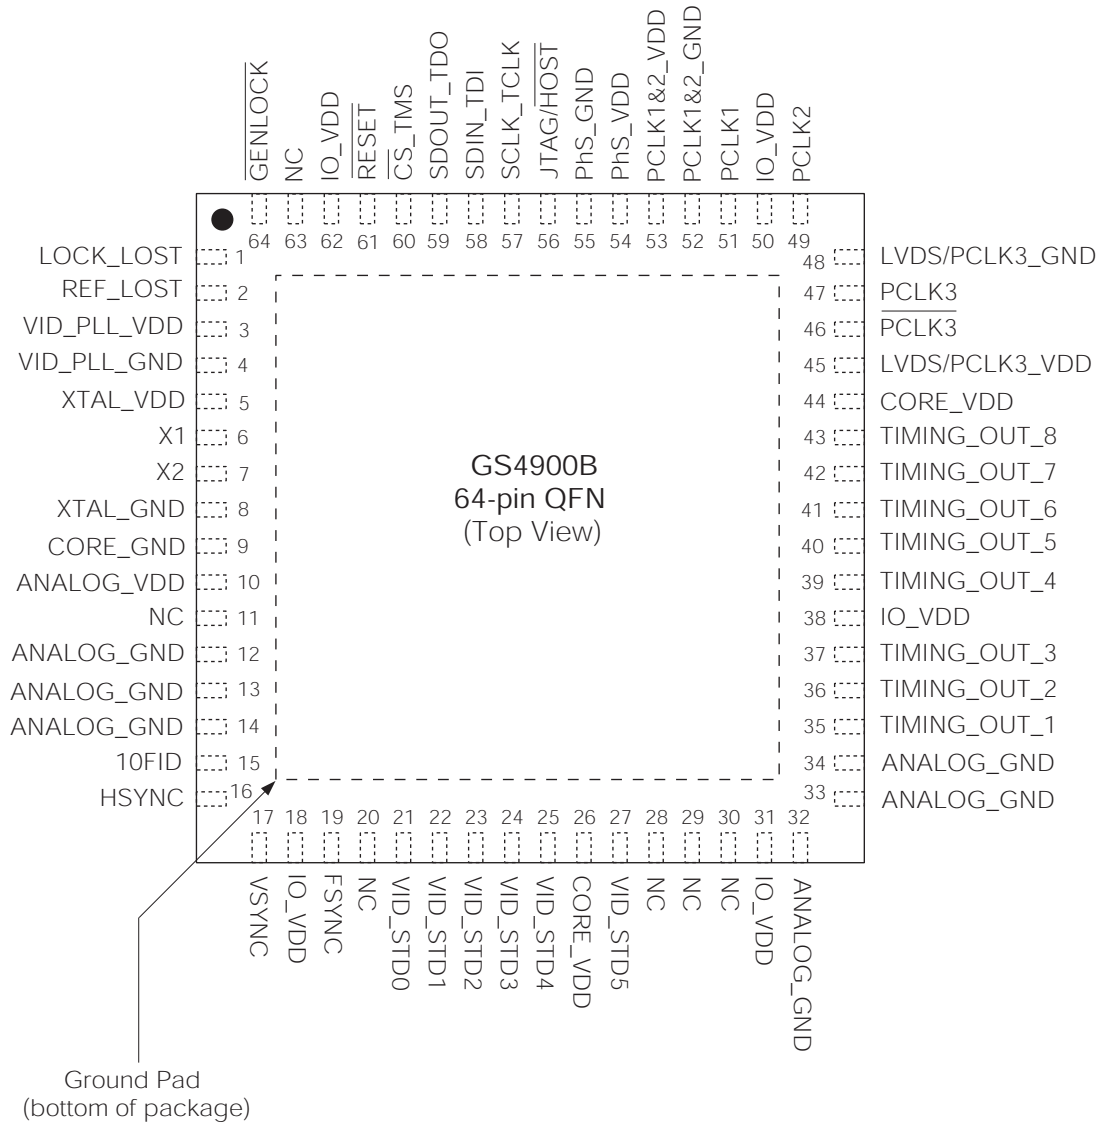 GENLOCK
NC
IO_VDD
RESET
CS_TMS
SDOUT_TDO
SDIN_TDI
SCLK_TCLK
JTAG/HOST
PhS_GND
PhS_VDD
PCLK1&2_VDD
PCLK1&2_GND
PCLK1
IO_VDD
PCLK2
64 63 62 61 60 59 58 57 56 55 54 53 52 51 50 49
LOCK_LOST 1
REF_LOST 2
VID_PLL_VDD 3
VID_PLL_GND 4
XTAL_VDD 5
X1 6
X2 7
XTAL_GND 8
CORE_GND 9
ANALOG_VDD 10
NC 11
ANALOG_GND 12
ANALOG_GND 13
ANALOG_GND 14
10FID 15
HSYNC 16
GS4900B
64-pin QFN
(Top View)
48 LVDS/PCLK3_GND
47 PCLK3
46 PCLK3
45 LVDS/PCLK3_VDD
44 CORE_VDD
43 TIMING_OUT_8
42 TIMING_OUT_7
41 TIMING_OUT_6
40 TIMING_OUT_5
39 TIMING_OUT_4
38 IO_VDD
37 TIMING_OUT_3
36 TIMING_OUT_2
35 TIMING_OUT_1
34 ANALOG_GND
33 ANALOG_GND
17 18 19 20 21 22 23 24 25 26 27 28 29 30 31 32
VSYNC
IO_VDD
FSYNC
NC
VID_STD0
VID_STD1
VID_STD2
VID_STD3
VID_STD4
CORE_VDD
VID_STD5
NC
NC
NC
IO_VDD
ANALOG_GND
Ground Pad
(bottom of package)